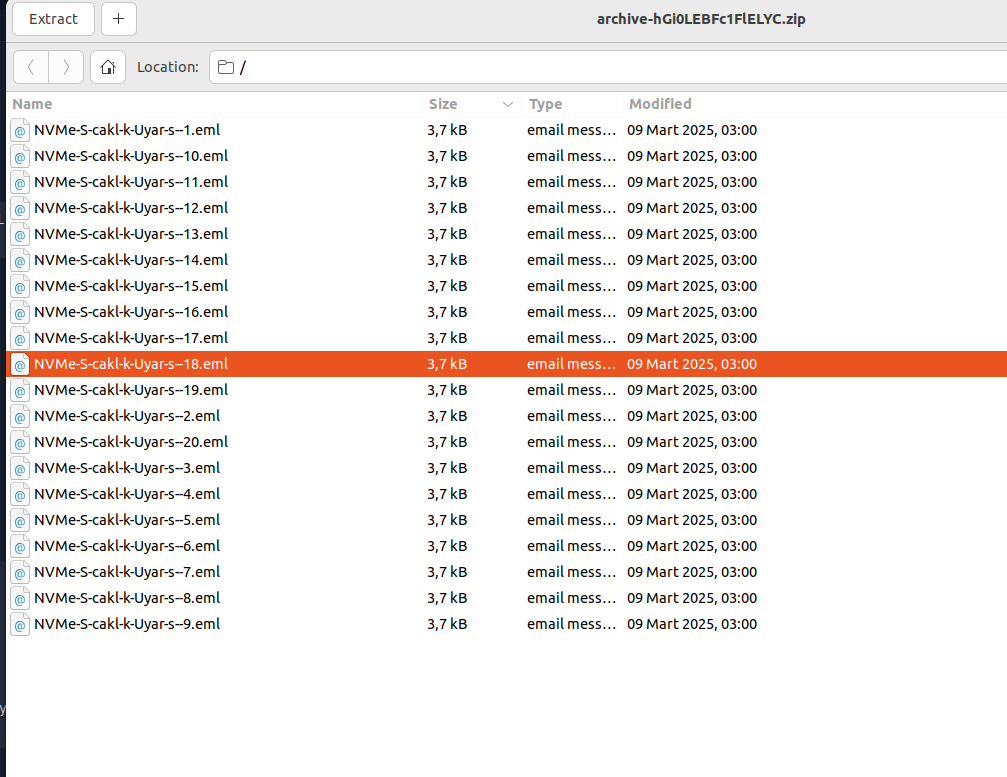 Extract + archive-hGi0LEBFc1FlELYC.zip
Location: /
Name Size Type Modified
NVMe-S-cakl-k-Uyar-s--1.eml 3,7 kB email mess... 09 Mart 2025, 03:00
NVMe-S-cakl-k-Uyar-s--10.eml 3,7 kB email mess... 09 Mart 2025, 03:00
NVMe-S-cakl-k-Uyar-s--11.eml 3,7 kB email mess... 09 Mart 2025, 03:00
NVMe-S-cakl-k-Uyar-s--12.eml 3,7 kB email mess... 09 Mart 2025, 03:00
NVMe-S-cakl-k-Uyar-s--13.eml 3,7 kB email mess... 09 Mart 2025, 03:00
NVMe-S-cakl-k-Uyar-s--14.eml 3,7 kB email mess... 09 Mart 2025, 03:00
NVMe-S-cakl-k-Uyar-s--15.eml 3,7 kB email mess... 09 Mart 2025, 03:00
NVMe-S-cakl-k-Uyar-s--16.eml 3,7 kB email mess... 09 Mart 2025, 03:00
NVMe-S-cakl-k-Uyar-s--17.eml 3,7 kB email mess... 09 Mart 2025, 03:00
NVMe-S-cakl-k-Uyar-s--18.eml 3,7 kB email mess... 09 Mart 2025, 03:00
NVMe-S-cakl-k-Uyar-s--19.eml 3,7 kB email mess... 09 Mart 2025, 03:00
NVMe-S-cakl-k-Uyar-s--2.eml 3,7 kB email mess... 09 Mart 2025, 03:00
NVMe-S-cakl-k-Uyar-s--20.eml 3,7 kB email mess... 09 Mart 2025, 03:00
NVMe-S-cakl-k-Uyar-s--3.eml 3,7 kB email mess... 09 Mart 2025, 03:00
NVMe-S-cakl-k-Uyar-s--4.eml 3,7 kB email mess... 09 Mart 2025, 03:00
NVMe-S-cakl-k-Uyar-s--5.eml 3,7 kB email mess... 09 Mart 2025, 03:00
NVMe-S-cakl-k-Uyar-s--6.eml 3,7 kB email mess... 09 Mart 2025, 03:00
NVMe-S-cakl-k-Uyar-s--7.eml 3,7 kB email mess... 09 Mart 2025, 03:00
NVMe-S-cakl-k-Uyar-s--8.eml 3,7 kB email mess... 09 Mart 2025, 03:00
NVMe-S-cakl-k-Uyar-s--9.eml 3,7 kB email mess... 09 Mart 2025, 03:00